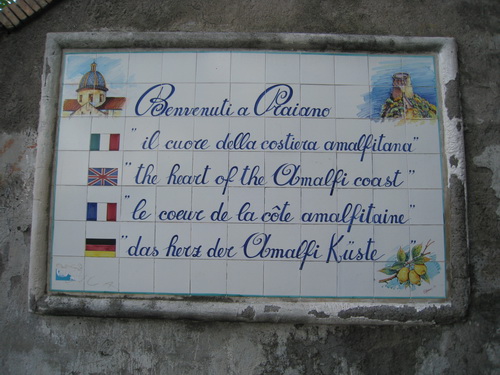 Benvenuti a Praiano
"il cuore della costiera amalfitana"
"the heart of the Amalfi coast"
"le coeur de la côte amalfitaine"
"das herz der Amalfi Küste"